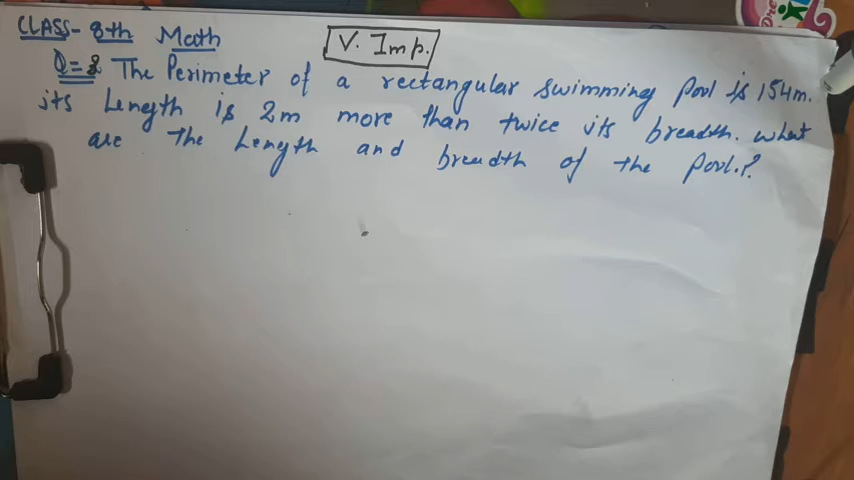 CLASS-8th Math
V. Imp.
Q=2 The Perimeter of a rectangular swimming pool is 154m.
its Length is 2m more than twice its breadth. what
are the Length and breadth of the pool.?